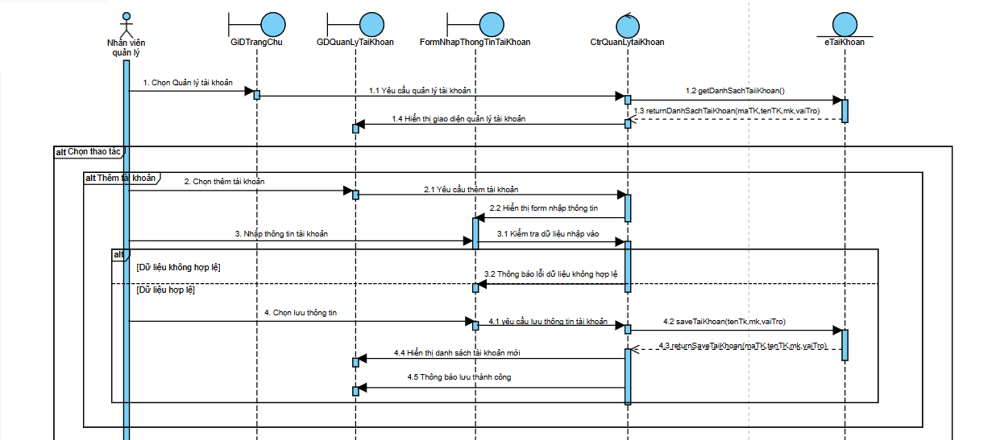 Nhân viên
quản lý
GiDTrangChu
GDQuanLyTaiKhoan
FormNhapThongTinTaiKhoan
CtrQuanLytaiKhoan
eTaiKhoan
1. Chọn Quản lý tài khoản
1.1 Yêu cầu quản lý tài khoản
1.2 getDanhSachTaiiKhoan()
1.3 returnDanhSachTaiKhoan(maTK,tenTK,mk,vaiTro)
1.4 Hiển thị giao diện quản lý tài khoản
alt Chọn thao tác
alt Thêm tài khoản
2. Chọn thêm tài khoản
2.1 Yêu cầu thêm tài khoản
2.2 Hiển thị form nhập thông tin
3. Nhập thông tin tài khoản
3.1 Kiểm tra dữ liệu nhập vào
alt
[Dữ liệu không hợp lệ]
3.2 Thông báo lỗi dữ liệu không hợp lệ
[Dữ liệu hợp lệ]
4. Chọn lưu thông tin
4.1 yêu cầu lưu thông tin tài khoản
4.2 saveTaiKhoan(tenTk,mk,vaiTro)
4.3 returnSaveTaiKhoan(maTK,tenTK,mk,vaiTro)
4.4 Hiển thị danh sách tài khoản mới
4.5 Thông báo lưu thành công